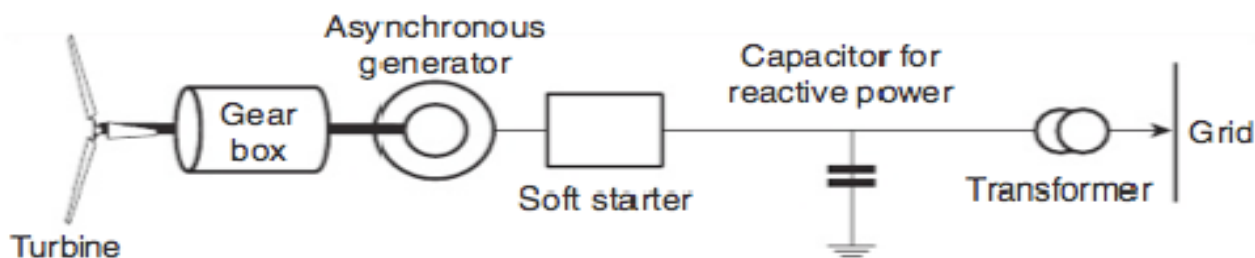 Asynchronous
generator
Capacitor for
reactive power
Gear
box
Grid
Soft starter
Transformer
Turbine